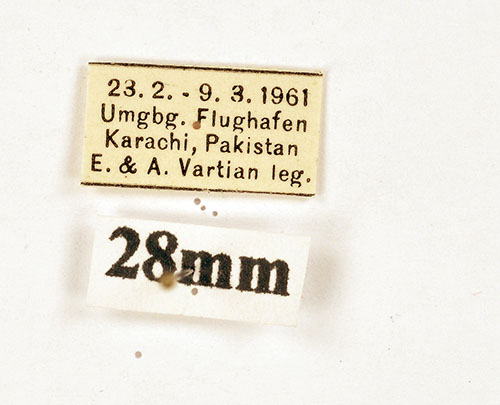 23. 2. - 9. 3. 1961
Umgbg. Flughafen
Karachi, Pakistan
E. & A. Vartian leg.
28mm